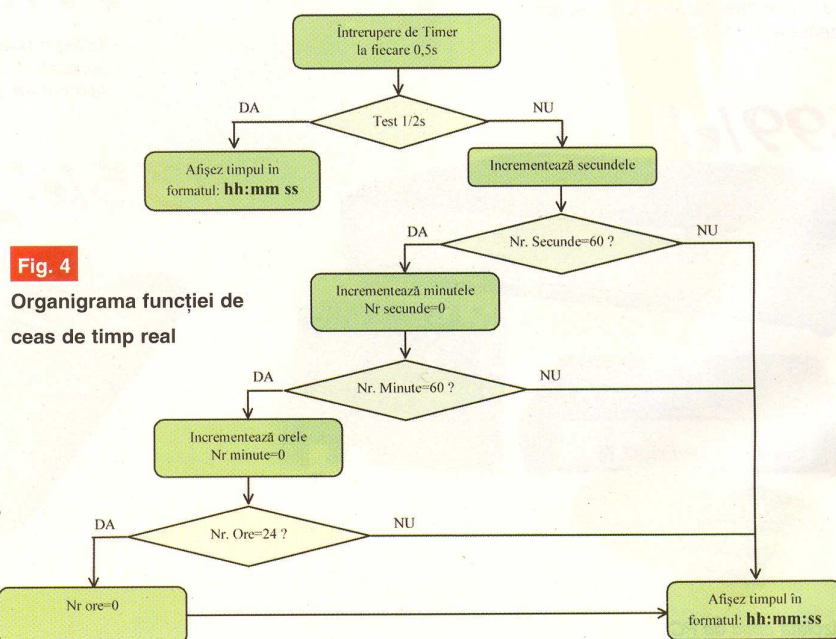 Întrerupere de Timer
la fiecare 0,5s
DA
NU
Test 1/2s
Afișez timpul în
formatul: hh:mm ss
Incrementează secundele
DA
NU
Nr. Secunde=60 ?
Fig. 4
Organigrama funcției de
ceas de timp real
Incrementează minutele
Nr secunde=0
DA
NU
Nr. Minute=60 ?
Incrementează orele
Nr minute=0
DA
NU
Nr. Ore=24 ?
Nr ore=0
Afișez timpul în
formatul: hh:mm:ss